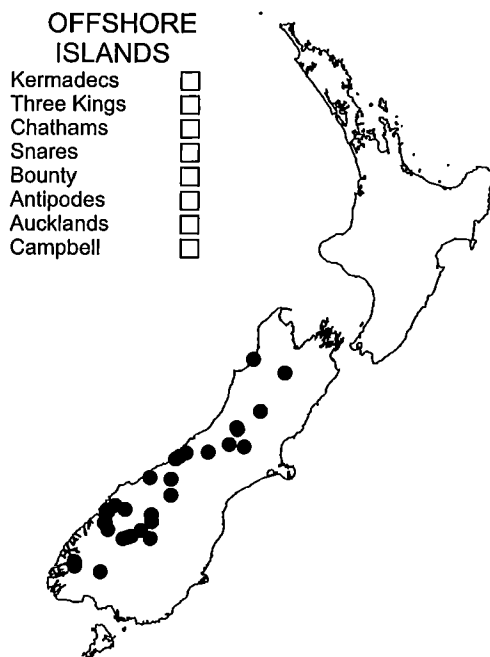 OFFSHORE
ISLANDS
Kermadecs
Three Kings
Chathams
Snares
Bounty
Antipodes
Aucklands
Campbell